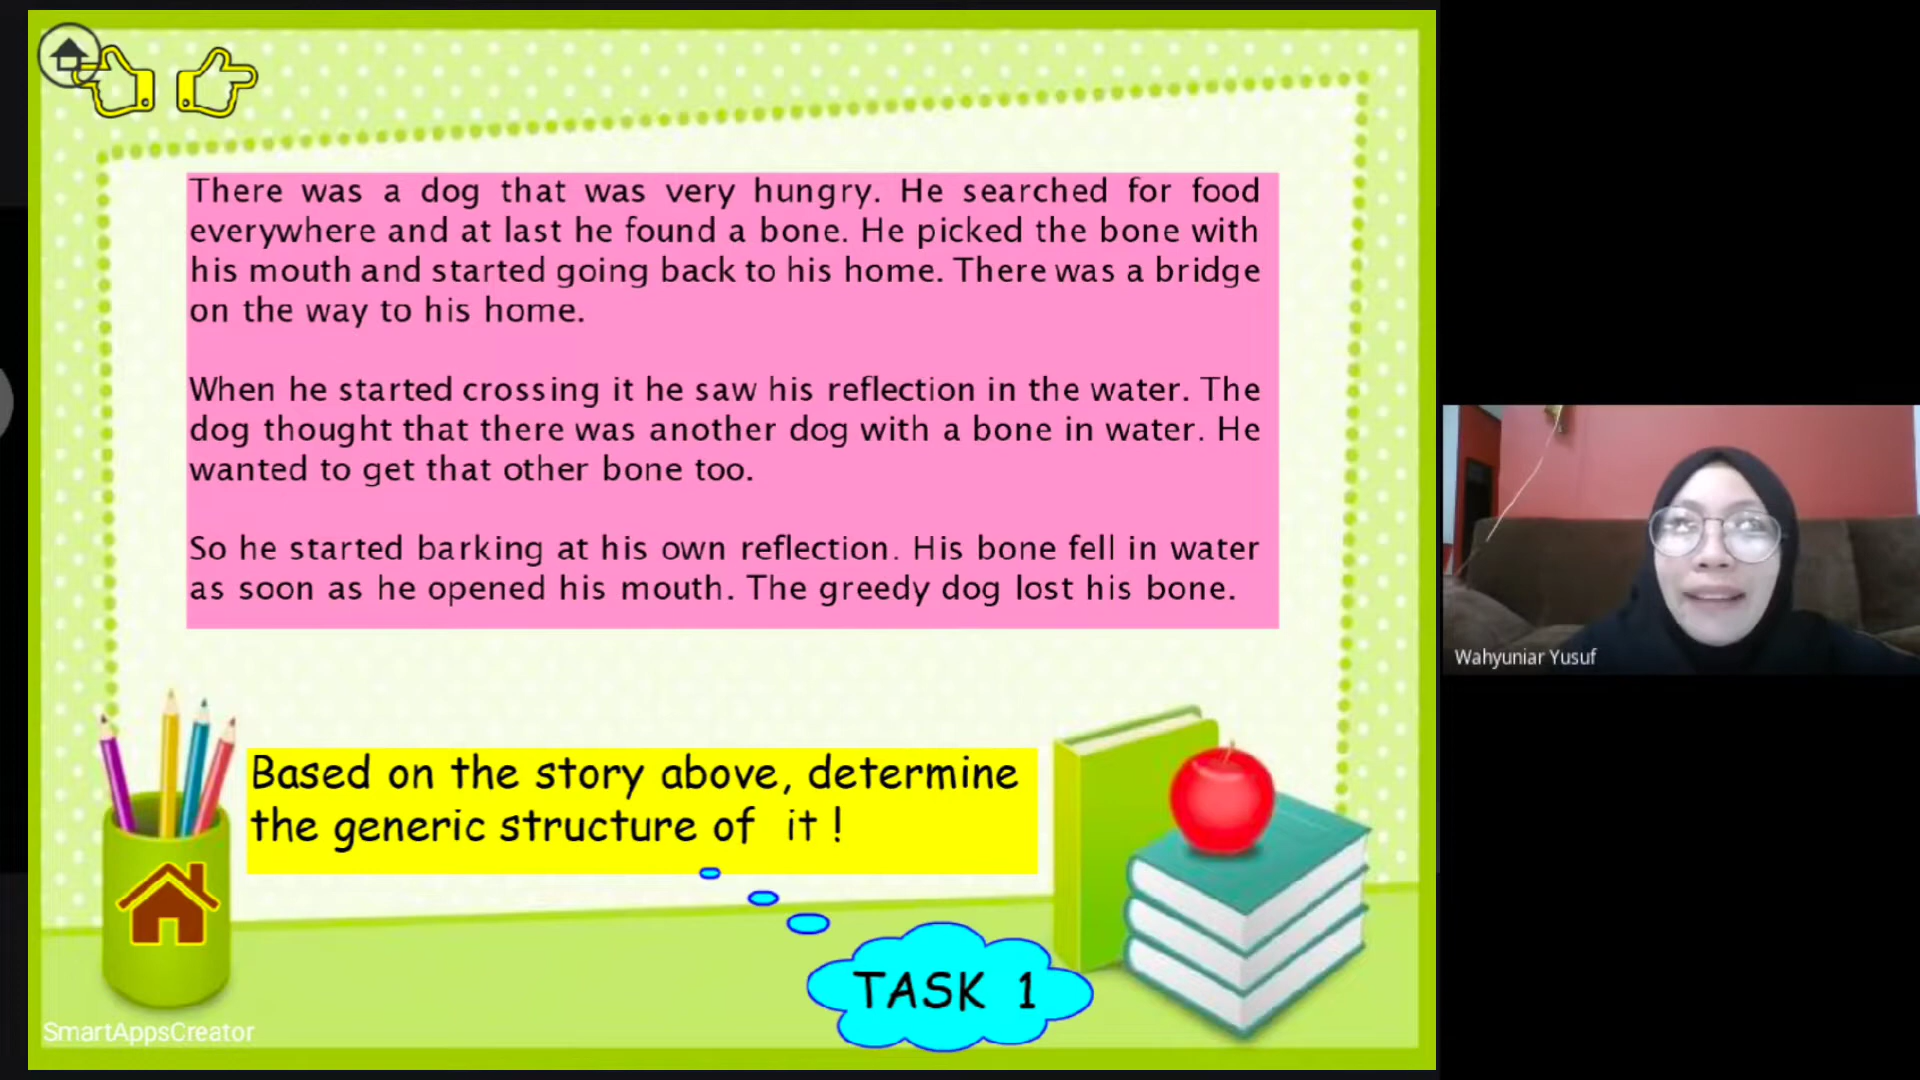 There was a dog that was very hungry. He searched for food
everywhere and at last he found a bone. He picked the bone with
his mouth and started going back to his home. There was a bridge
on the way to his home.
When he started crossing it he saw his reflection in the water. The
dog thought that there was another dog with a bone in water. He
wanted to get that other bone too.
So he started barking at his own reflection. His bone fell in water
as soon as he opened his mouth. The greedy dog lost his bone.
Based on the story above, determine
the generic structure of it !
TASK 1
SmartAppsCreator
Wahyuniar Yusuf